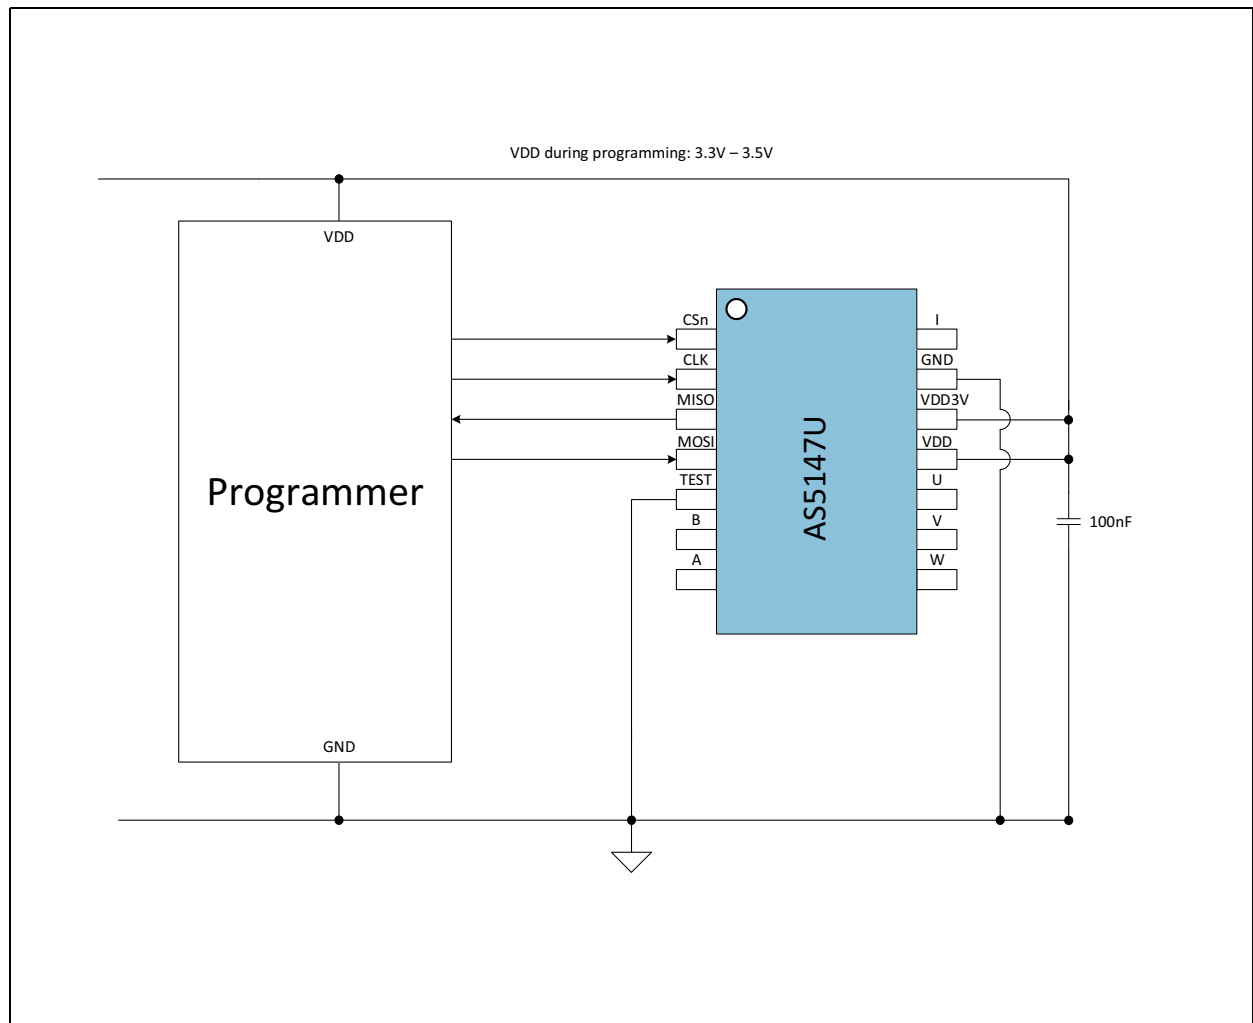 VDD during programming: 3.3V – 3.5V
VDD
Programmer
GND
CSn
CLK
MISO
MOSI
TEST
B
A
AS5147U
I
GND
VDD3V
VDD
U
V
W
100nF